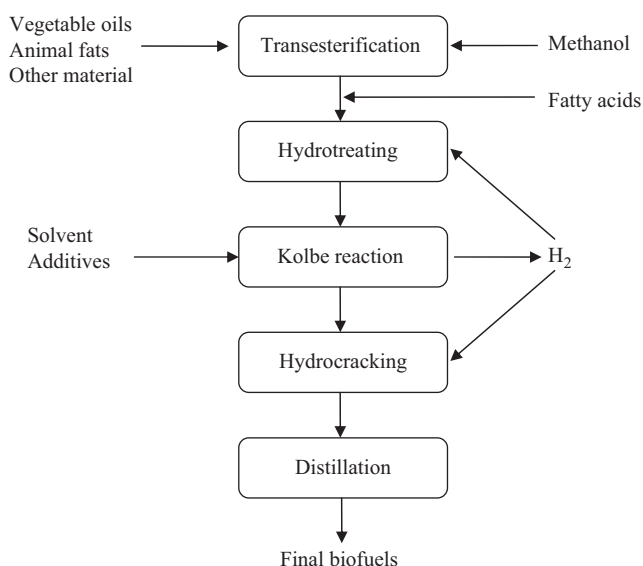 Vegetable oils
Animal fats
Other material
Transesterification
Methanol
Fatty acids
Hydrotreating
Solvent
Additives
Kolbe reaction
H2
Hydrocracking
Distillation
Final biofuels